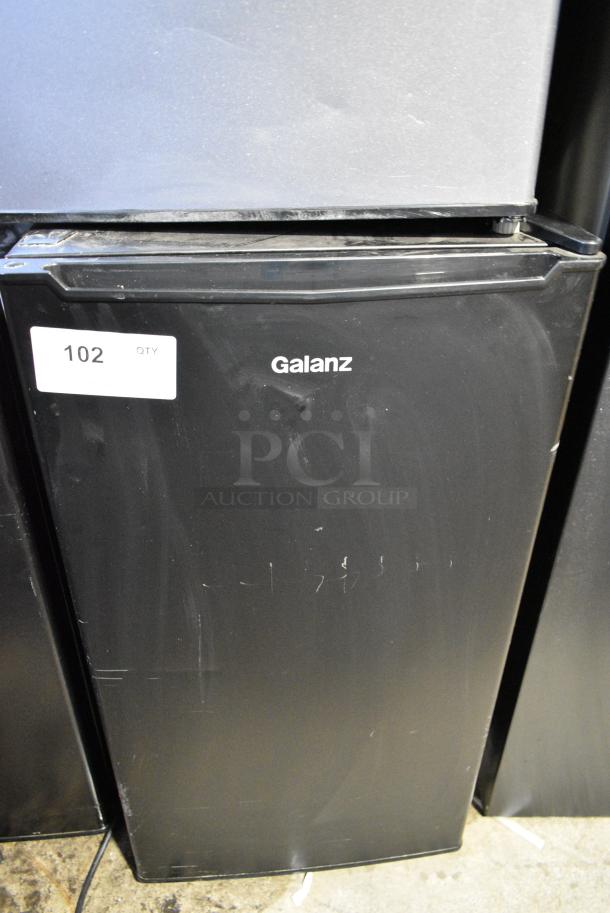 102 QTY
Galanz
PCI
AUCTION GROUP